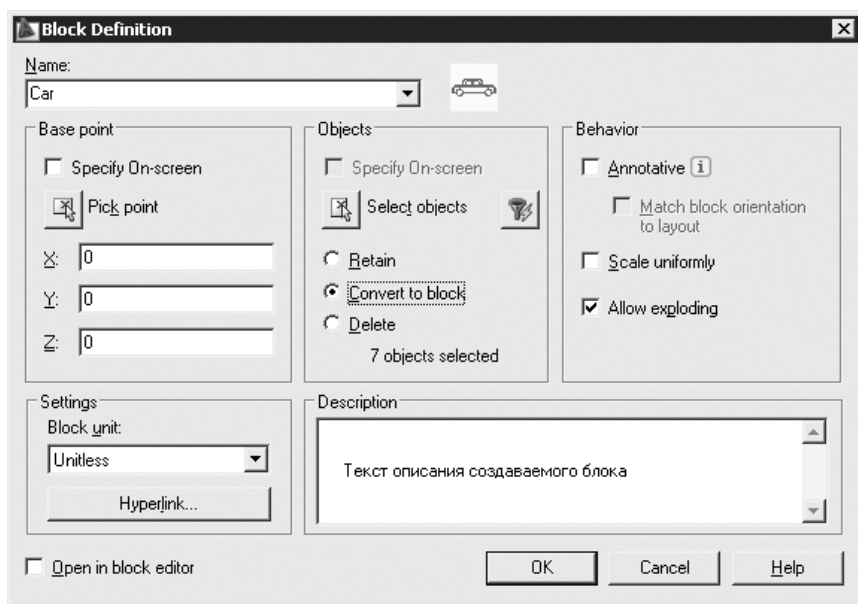 Block Definition
Name:
Car
Base point
Specify On-screen
Pick point
X: 0
Y: 0
Z: 0
Objects
Specify On-screen
Select objects
Retain
Convert to block
Delete
7 objects selected
Behavior
Annotative
Match block orientation
to layout
Scale uniformly
Allow exploding
Settings
Block unit:
Unitless
Hyperlink...
Description
Текст описания создаваемого блока
Open in block editor
OK
Cancel
Help